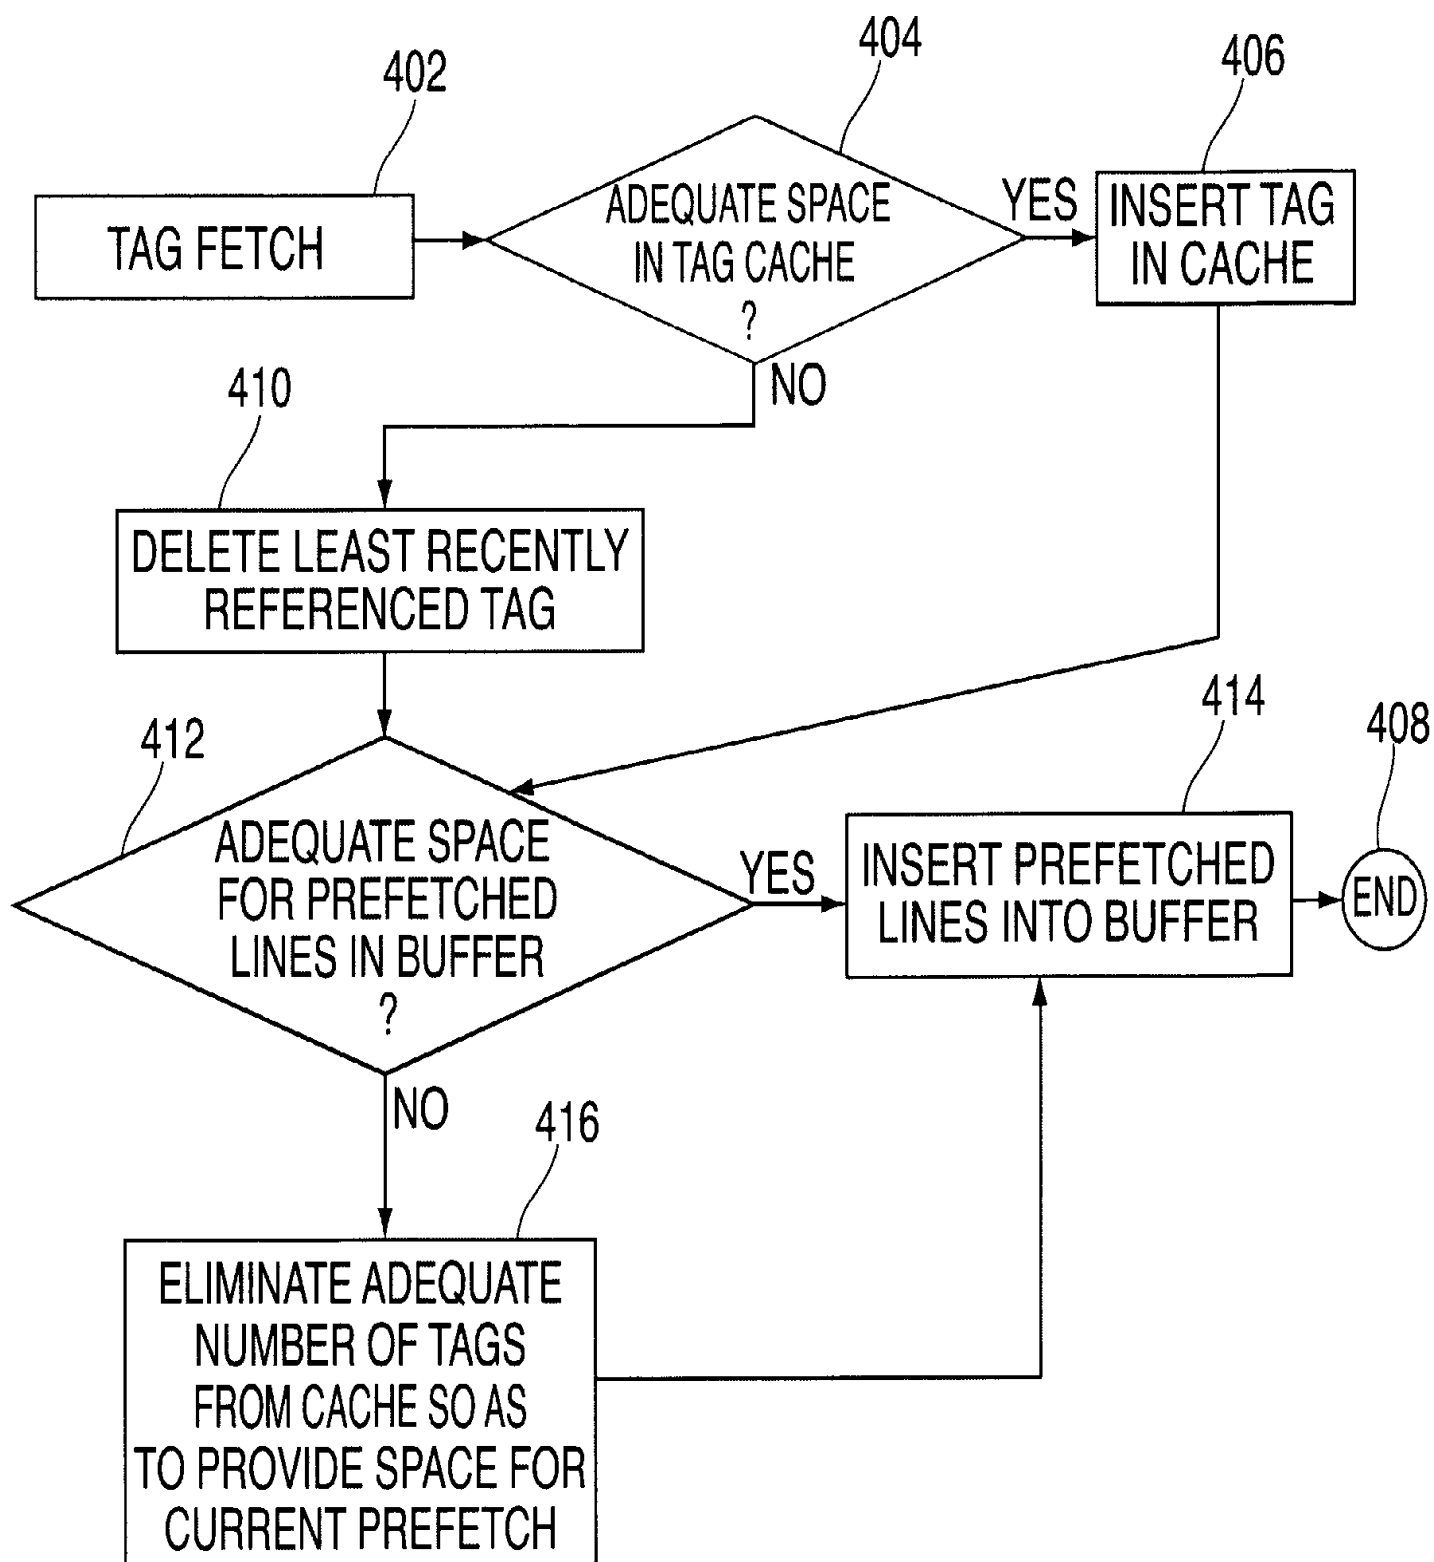 402
404
406
TAG FETCH
ADEQUATE SPACE
IN TAG CACHE
?
YES
INSERT TAG
IN CACHE
NO
410
DELETE LEAST RECENTLY
REFERENCED TAG
412
ADEQUATE SPACE
FOR PREFETCHED
LINES IN BUFFER
?
YES
414
INSERT PREFETCHED
LINES INTO BUFFER
408
END
NO
416
ELIMINATE ADEQUATE
NUMBER OF TAGS
FROM CACHE SO AS
TO PROVIDE SPACE FOR
CURRENT PREFETCH